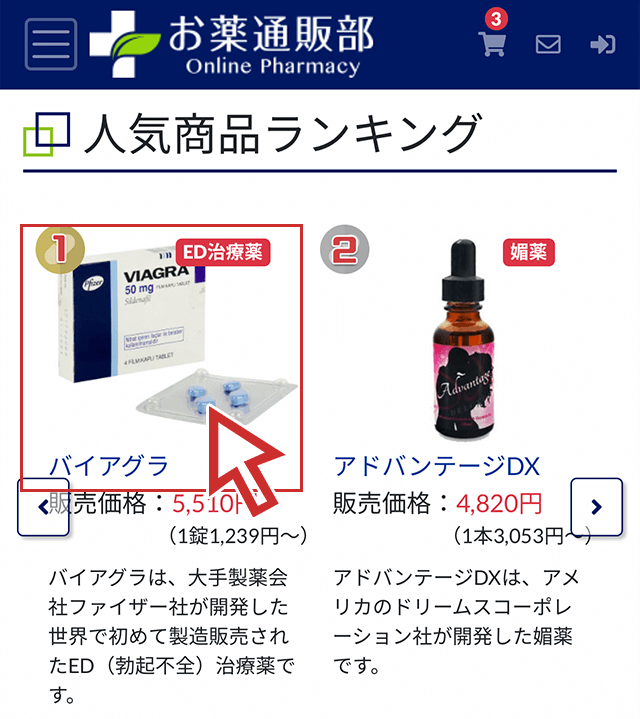 お薬通販部
Online Pharmacy
3
人気商品ランキング
1
ED治療薬
Pfizer
VIAGRA
50 mg FILM KAPLI TABLET
Sildenafil
4 FILM KAPLI TABLET
バイアグラ
販売価格：5,510円
（1錠1,239円～）
バイアグラは、大手製薬会
社ファイザー社が開発した
世界で初めて製造販売され
たED（勃起不全）治療薬で
す。
2
媚薬
Advantage
アドバンテージDX
販売価格：4,820円
（1本3,053円～）
アドバンテージDXは、アメ
リカのドリームスコーポレ
ーション社が開発した媚薬
です。